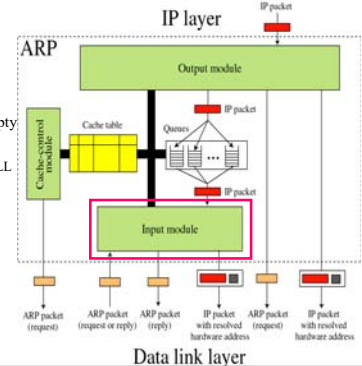 IP layer
IP packet
ARP
Output module
pty
LL
Cache table
IP packet
Queues
Cache-control
module
IP packet
Input module
ARP packet
(request)
ARP packet
(request or reply)
ARP packet
(reply)
IP packet
with resolved
hardware address
ARP packet
(request)
IP packet
with resolved
hardware address
Data link layer